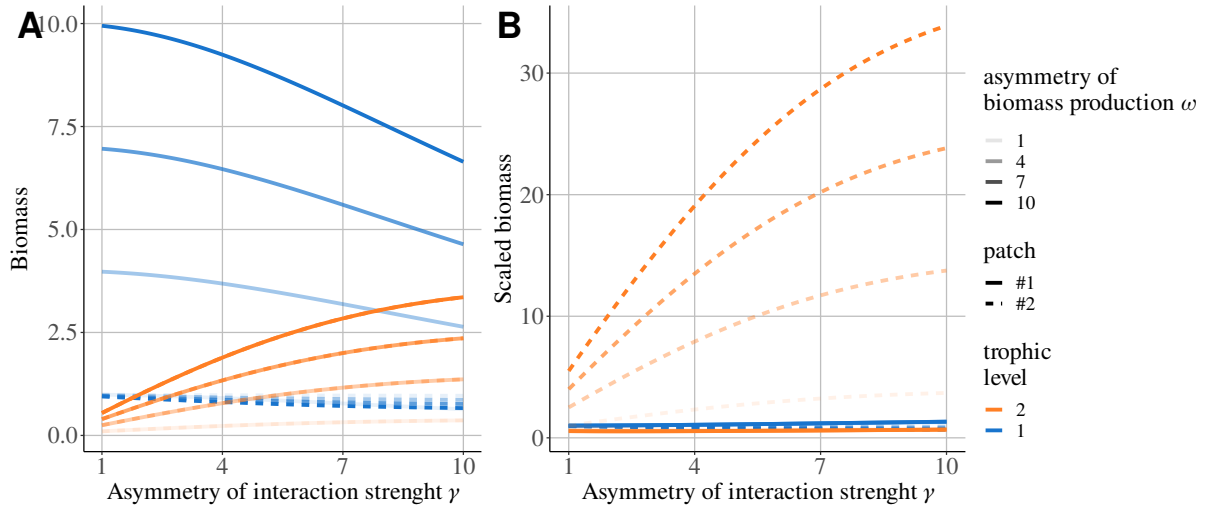 A
B
10.0
7.5
5.0
2.5
0.0
Biomass
1 4 7 10
Asymmetry of interaction strenght γ
30
20
10
0
Scaled biomass
1 4 7 10
Asymmetry of interaction strenght γ
asymmetry of
biomass production ω
1
4
7
10
patch
#1
#2
trophic
level
2
1